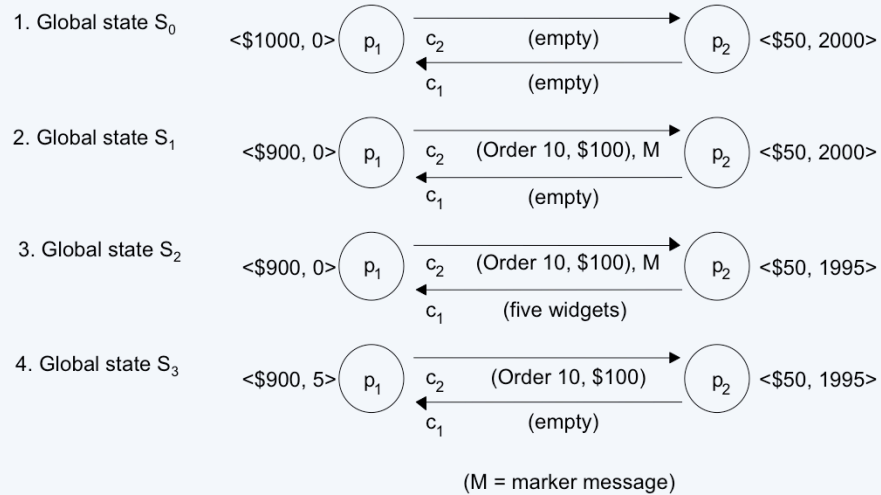 1. Global state S₀
<$1000, 0> p₁ c₂ (empty) p₂ <$50, 2000>
c₁ (empty)
2. Global state S₁
<$900, 0> p₁ c₂ (Order 10, $100), M p₂ <$50, 2000>
c₁ (empty)
3. Global state S₂
<$900, 0> p₁ c₂ (Order 10, $100), M p₂ <$50, 1995>
c₁ (five widgets)
4. Global state S₃
<$900, 5> p₁ c₂ (Order 10, $100) p₂ <$50, 1995>
c₁ (empty)
(M = marker message)